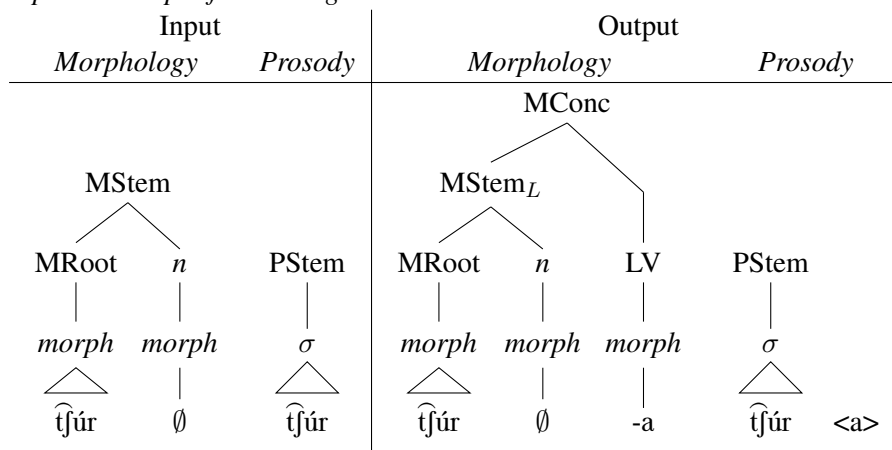 Input Output
Morphology Prosody Morphology Prosody
MConc
MStem MStem_L
MRoot n PStem MRoot n LV PStem
morph morph σ morph morph morph σ
t͡ʃúr ∅ t͡ʃúr t͡ʃúr ∅ -a t͡ʃúr <a>